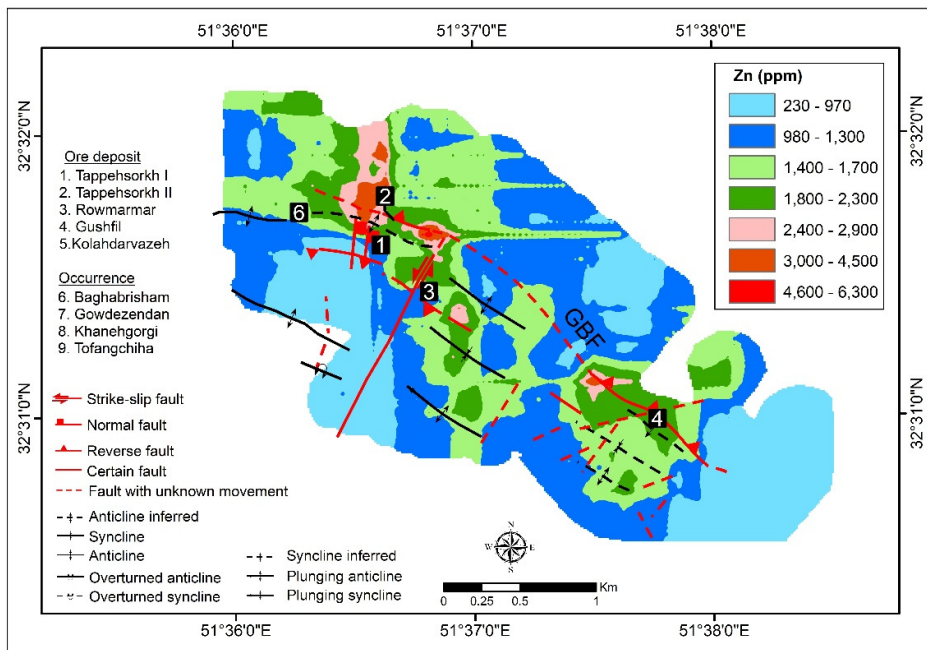 51°36'0"E 51°37'0"E 51°38'0"E
32°32'0"N
32°31'0"N
Ore deposit
1. Tappehsorkh I
2. Tappehsorkh II
3. Rowmarmar
4. Gushfil
5.Kolahdarvazeh
Occurrence
6. Baghabrisham
7. Gowdezendan
8. Khanehgorgi
9. Tofangchiha
Strike-slip fault
Normal fault
Reverse fault
Certain fault
Fault with unknown movement
Anticline inferred
Syncline
Anticline
Overturned anticline
Overturned syncline
Syncline inferred
Plunging anticline
Plunging syncline
6
2
1
3
GBF
4
N
W E
S
Km
0 0.25 0.5 1
Zn (ppm)
230 - 970
980 - 1,300
1,400 - 1,700
1,800 - 2,300
2,400 - 2,900
3,000 - 4,500
4,600 - 6,300
32°32'0"N
32°31'0"N
51°36'0"E 51°37'0"E 51°38'0"E